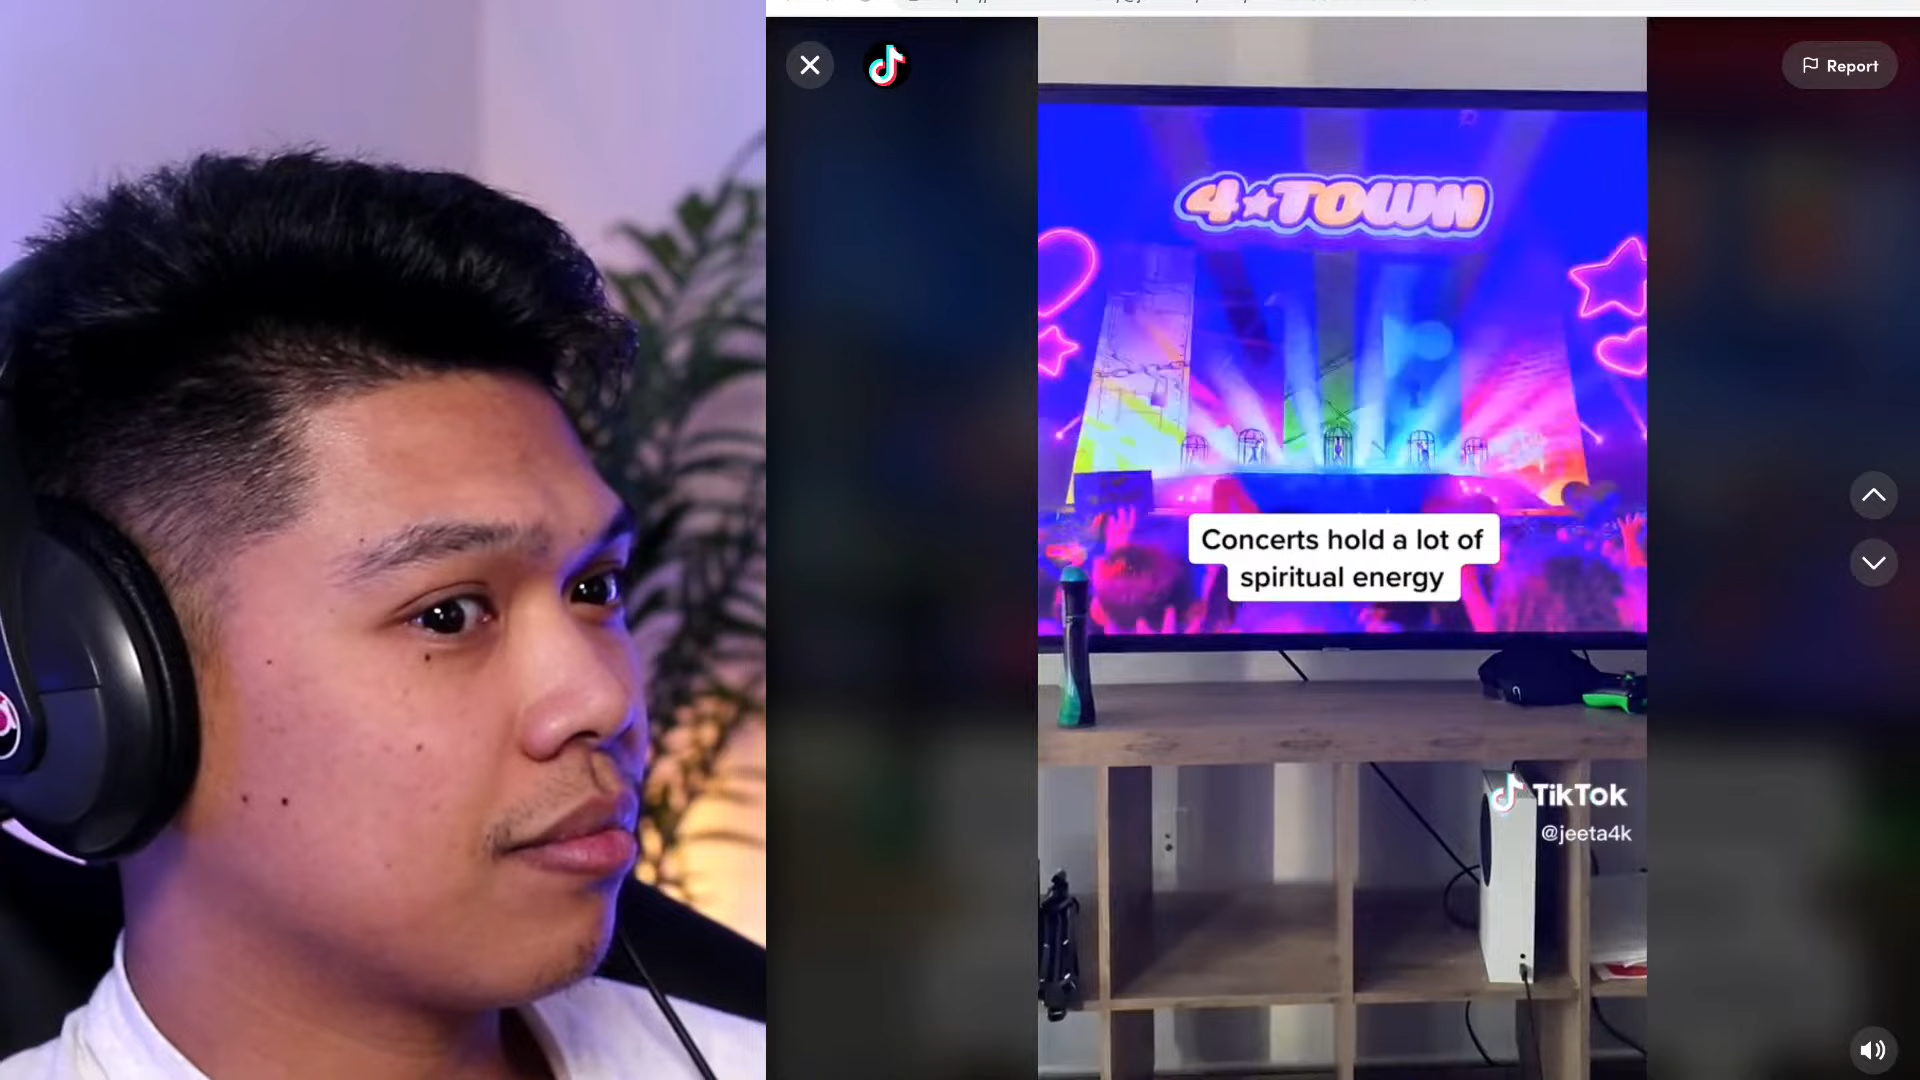 Report
4★TOWN
Concerts hold a lot of
spiritual energy
TikTok
@jeeta4k